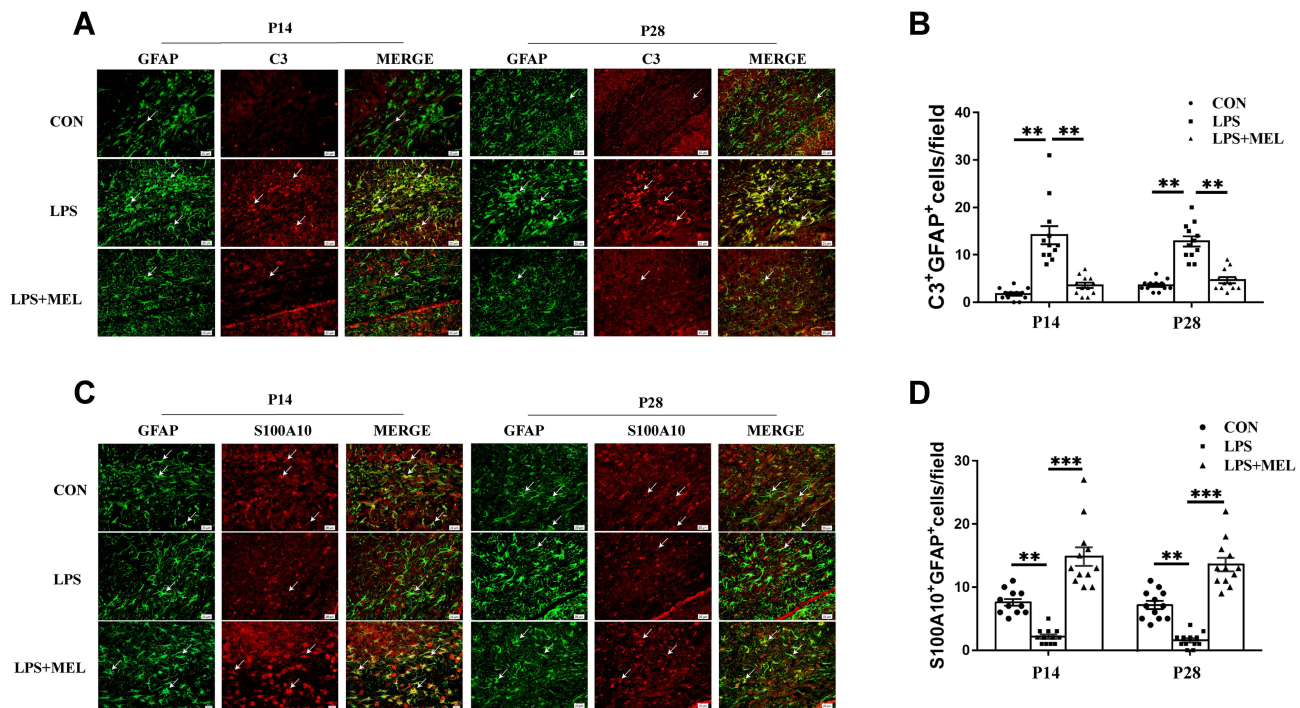 A
P14
P28
GFAP C3 MERGE GFAP C3 MERGE
CON
LPS
LPS+MEL
B
CON
LPS
LPS+MEL
C3+GFAP+cells/field
40
30
20
10
0
** ** ** **
P14 P28
C
P14
P28
GFAP S100A10 MERGE GFAP S100A10 MERGE
CON
LPS
LPS+MEL
D
CON
LPS
LPS+MEL
S100A10+GFAP+cells/field
30
20
10
0
*** ***
** **
P14 P28